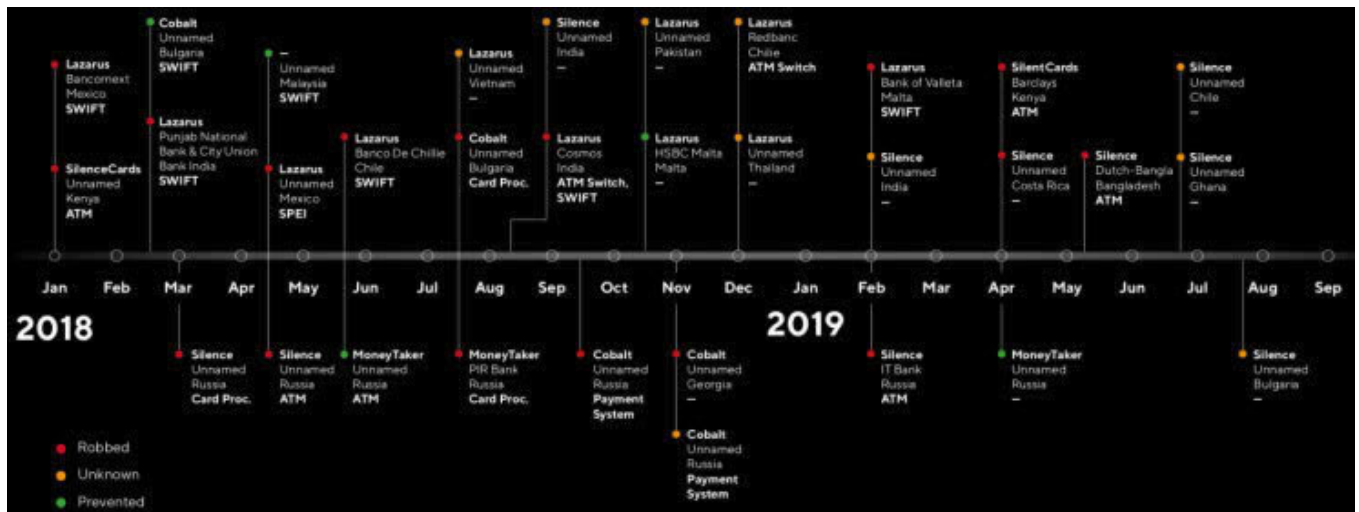 Cobalt
Unnamed
Bulgaria
SWIFT
Lazarus
Bancomext
Mexico
SWIFT
Lazarus
Punjab National
Bank & City Union
Bank India
SWIFT
SilenceCards
Unnamed
Kenya
ATM
–
Unnamed
Malaysia
SWIFT
Lazarus
Unnamed
Mexico
SPEI
Lazarus
Banco De Chillie
Chile
SWIFT
Lazarus
Unnamed
Vietnam
–
Cobalt
Unnamed
Bulgaria
Card Proc.
Silence
Unnamed
India
–
Lazarus
Cosmos
India
ATM Switch,
SWIFT
Lazarus
Unnamed
Pakistan
–
Lazarus
HSBC Malta
Malta
–
Lazarus
Redbanc
Chilie
ATM Switch
Lazarus
Unnamed
Thailand
–
Lazarus
Bank of Valleta
Malta
SWIFT
Silence
Unnamed
India
–
SilentCards
Barclays
Kenya
ATM
Silence
Unnamed
Costa Rica
–
Silence
Dutch-Bangla
Bangladesh
ATM
Silence
Unnamed
Chile
–
Silence
Unnamed
Ghana
–
Jan Feb Mar Apr May Jun Jul Aug Sep Oct Nov Dec Jan Feb Mar Apr May Jun Jul Aug Sep
2018 2019
Silence
Unnamed
Russia
Card Proc.
Silence
Unnamed
Russia
ATM
MoneyTaker
Unnamed
Russia
ATM
MoneyTaker
PIR Bank
Russia
Card Proc.
Cobalt
Unnamed
Russia
Payment
System
Cobalt
Unnamed
Georgia
–
Cobalt
Unnamed
Russia
Payment
System
Silence
IT Bank
Russia
ATM
MoneyTaker
Unnamed
Russia
–
Silence
Unnamed
Bulgaria
–
Robbed
Unknown
Prevented